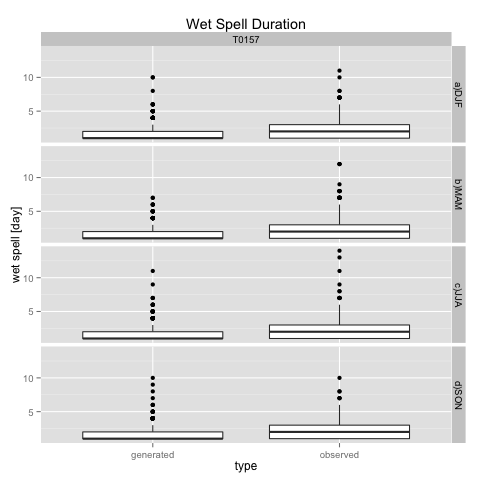 Wet Spell Duration
T0157
10
5
a)DJF
10
5
b)MAM
10
5
c)JJA
10
5
d)SON
wet spell [day]
generated observed
type